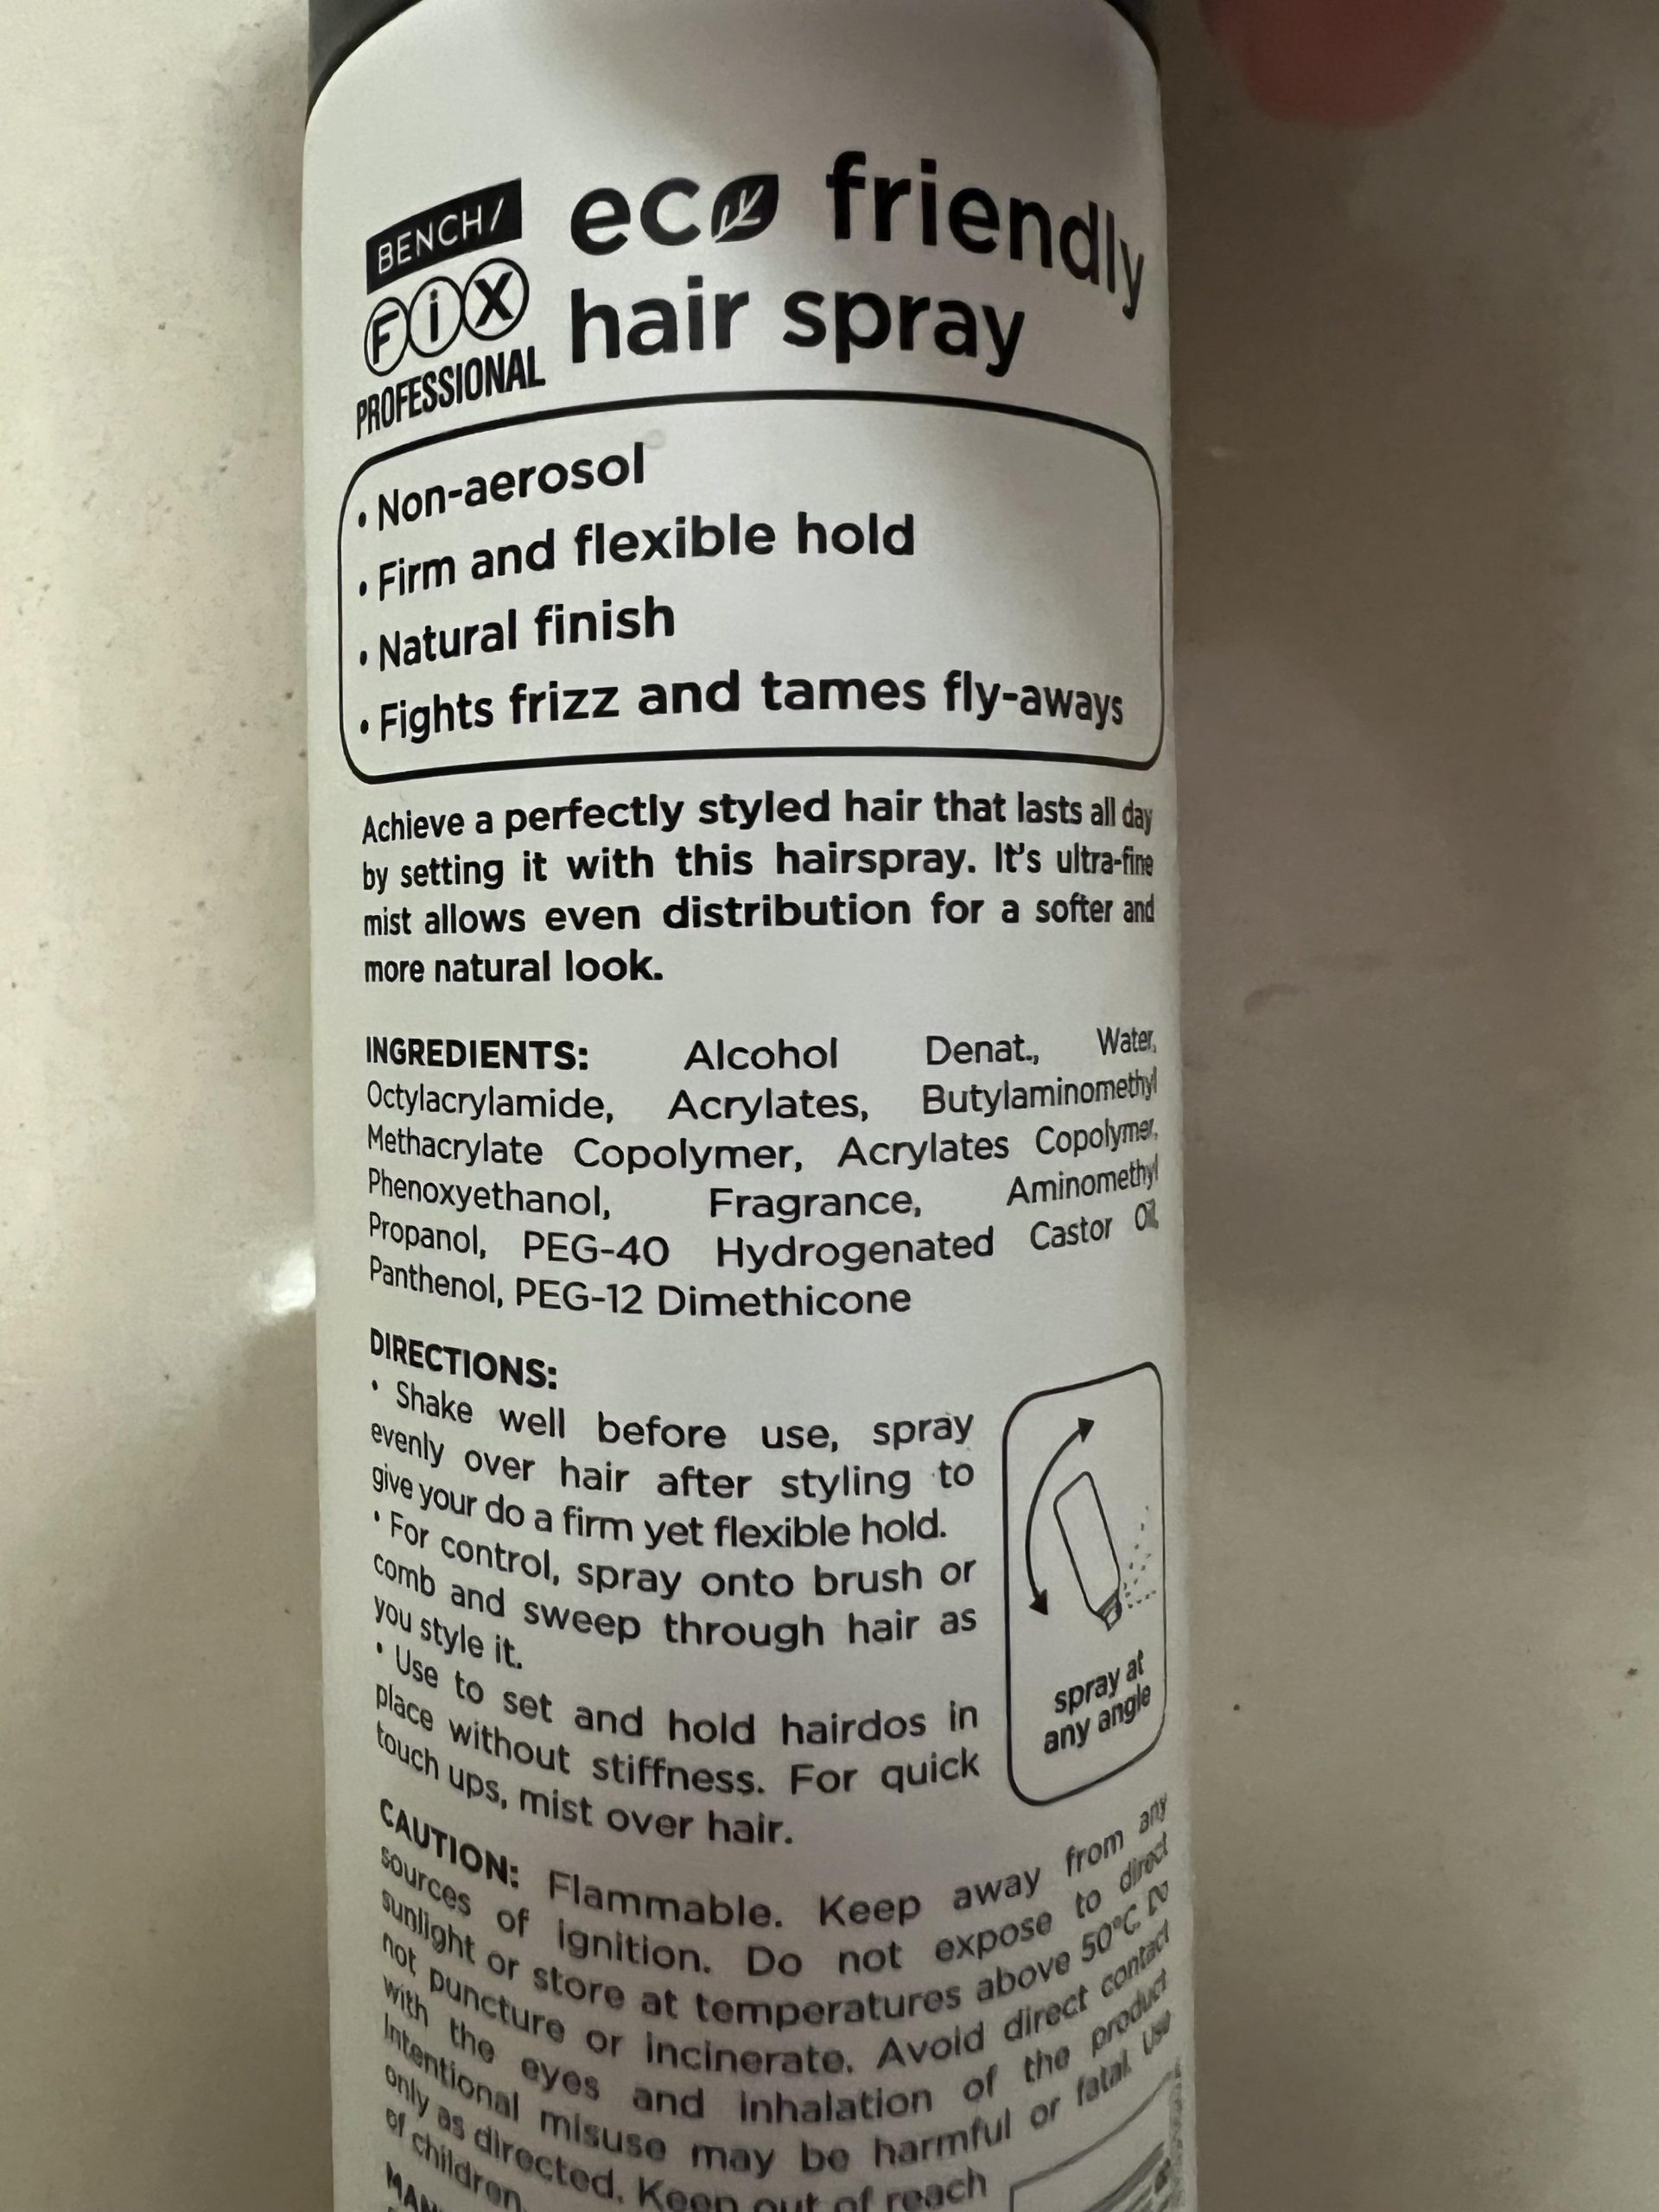 BENCH/
FiX
PROFESSIONAL
eco friendly
hair spray
• Non-aerosol
• Firm and flexible hold
• Natural finish
• Fights frizz and tames fly-aways
Achieve a perfectly styled hair that lasts all day
by setting it with this hairspray. It's ultra-fine
mist allows even distribution for a softer and
more natural look.
INGREDIENTS: Alcohol Denat., Water,
Octylacrylamide, Acrylates, Butylaminomethyl
Methacrylate Copolymer, Acrylates Copolymer,
Phenoxyethanol, Fragrance, Aminomethyl
Propanol, PEG-40 Hydrogenated Castor Oil,
Panthenol, PEG-12 Dimethicone
DIRECTIONS:
• Shake well before use, spray
evenly over hair after styling to
give your do a firm yet flexible hold.
• For control, spray onto brush or
comb and sweep through hair as
you style it.
• Use to set and hold hairdos in
place without stiffness. For quick
touch ups, mist over hair.
spray at
any angle
CAUTION: Flammable. Keep away from any
sources of ignition. Do not expose to direct
sunlight or store at temperatures above 50°C. Do
not puncture or incinerate. Avoid direct contact
with the eyes and inhalation of the product
Intentional misuse may be harmful or fatal. Use
only as directed. Keep out of reach
of children.